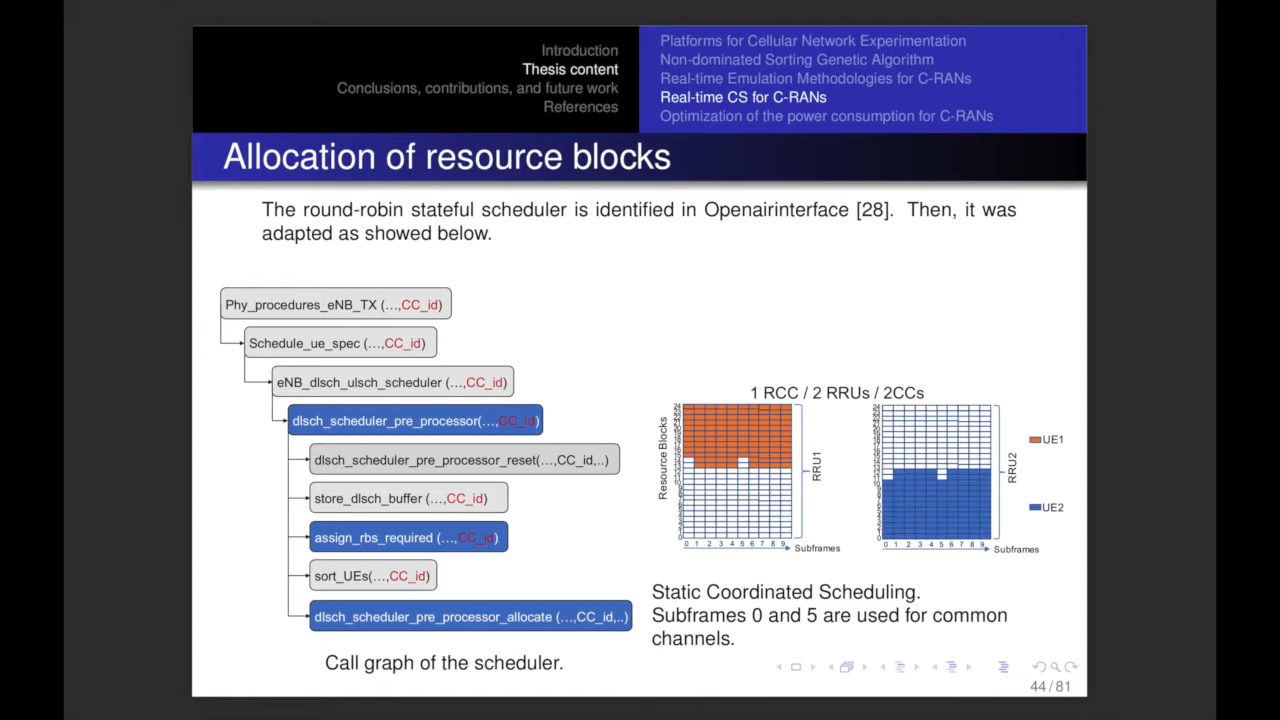 Introduction
Thesis content
Conclusions, contributions, and future work
References
Platforms for Cellular Network Experimentation
Non-dominated Sorting Genetic Algorithm
Real-time Emulation Methodologies for C-RANs
Real-time CS for C-RANs
Optimization of the power consumption for C-RANs
Allocation of resource blocks
The round-robin stateful scheduler is identified in Openairinterface [28]. Then, it was
adapted as showed below.
Phy_procedures_eNB_TX (…,CC_id)
Schedule_ue_spec (…,CC_id)
eNB_dlsch_ulsch_scheduler (…,CC_id)
dlsch_scheduler_pre_processor(…,CC_id)
dlsch_scheduler_pre_processor_reset(…,CC_id,..)
store_dlsch_buffer (…,CC_id)
assign_rbs_required (…,CC_id)
sort_UEs(…,CC_id)
dlsch_scheduler_pre_processor_allocate (…,CC_id,..)
Call graph of the scheduler.
1 RCC / 2 RRUs / 2CCs
Resource Blocks
RRU1
0 1 2 3 4 5 6 7 8 9
Subframes
RRU2
0 1 2 3 4 5 6 7 8 9
Subframes
UE1
UE2
Static Coordinated Scheduling.
Subframes 0 and 5 are used for common
channels.
44/81